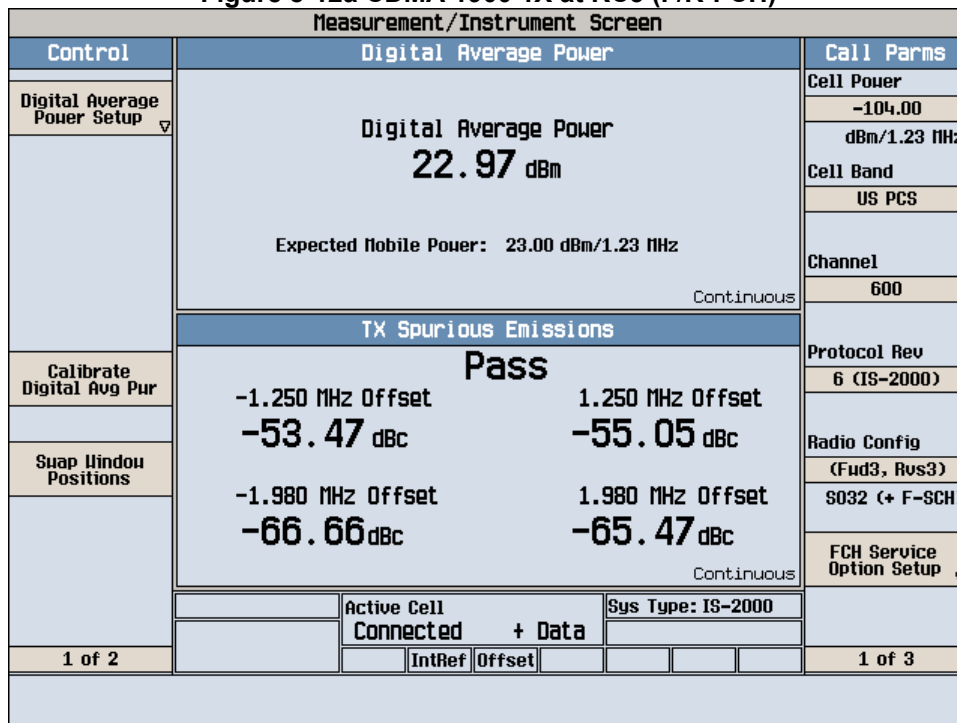 Measurement/Instrument Screen
Control
Digital Average
Power Setup
Calibrate
Digital Avg Pwr
Swap Window
Positions
1 of 2
Digital Average Power
Digital Average Power
22.97 dBm
Expected Mobile Power: 23.00 dBm/1.23 MHz
Continuous
TX Spurious Emissions
Pass
-1.250 MHz Offset 1.250 MHz Offset
-53.47 dBc -55.05 dBc
-1.980 MHz Offset 1.980 MHz Offset
-66.66 dBc -65.47 dBc
Continuous
Active Cell Sys Type: IS-2000
Connected + Data
IntRef Offset
Call Parms
Cell Power
-104.00
dBm/1.23 MHz
Cell Band
US PCS
Channel
600
Protocol Rev
6 (IS-2000)
Radio Config
(Fwd3, Rvs3)
SO32 (+ F-SCH
FCH Service
Option Setup
1 of 3